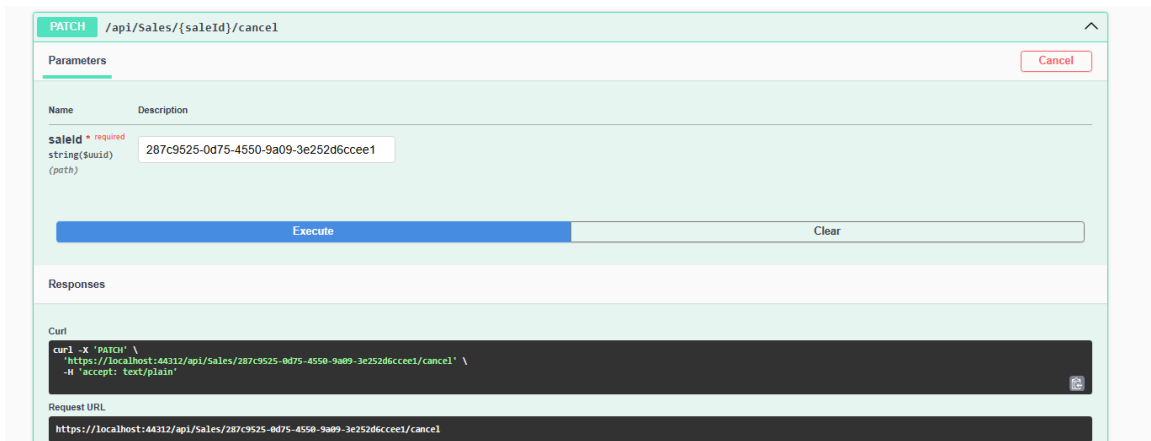 PATCH /api/Sales/{saleId}/cancel
Parameters
Cancel
Name Description
saleId * required
string($uuid)
(path)
287c9525-0d75-4550-9a09-3e252d6ccee1
Execute Clear
Responses
Curl
curl -X 'PATCH' \
'https://localhost:44312/api/Sales/287c9525-0d75-4550-9a09-3e252d6ccee1/cancel' \
-H 'accept: text/plain'
Request URL
https://localhost:44312/api/Sales/287c9525-0d75-4550-9a09-3e252d6ccee1/cancel